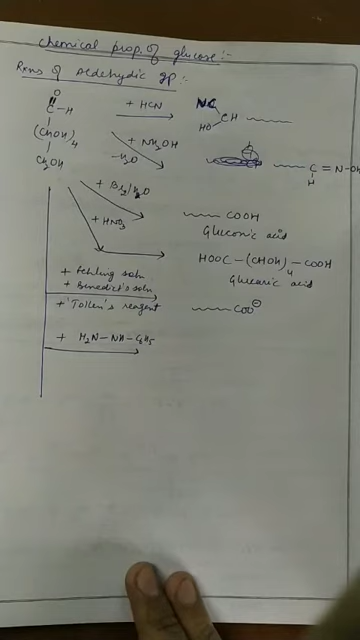 Chemical prop. of glucose:-
Rxns of aldehydic gp:-
O
C-H
(CHOH)4
CH2OH
+ HCN
NC
CH
HO
+ NH2OH
-H2O
C=N-OH
H
+ Br2/H2O
COOH
Gluconic acid
+ HNO3
HOOC-(CHOH)4-COOH
Glucaric acid
+ Fehling soln
+ Benedict's soln
+ Tollen's reagent
COO⊖
+ H2N-NH-C6H5